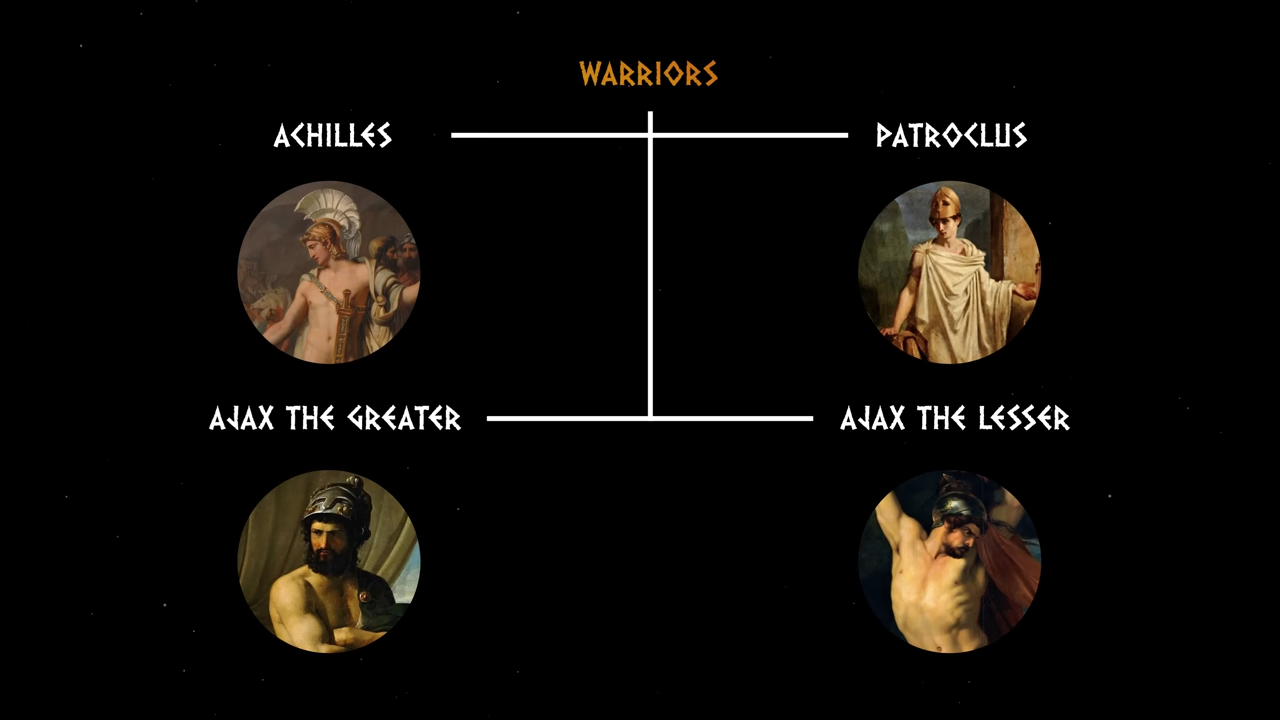 WARRIORS
ACHILLES
PATROCLUS
AJAX THE GREATER
AJAX THE LESSER